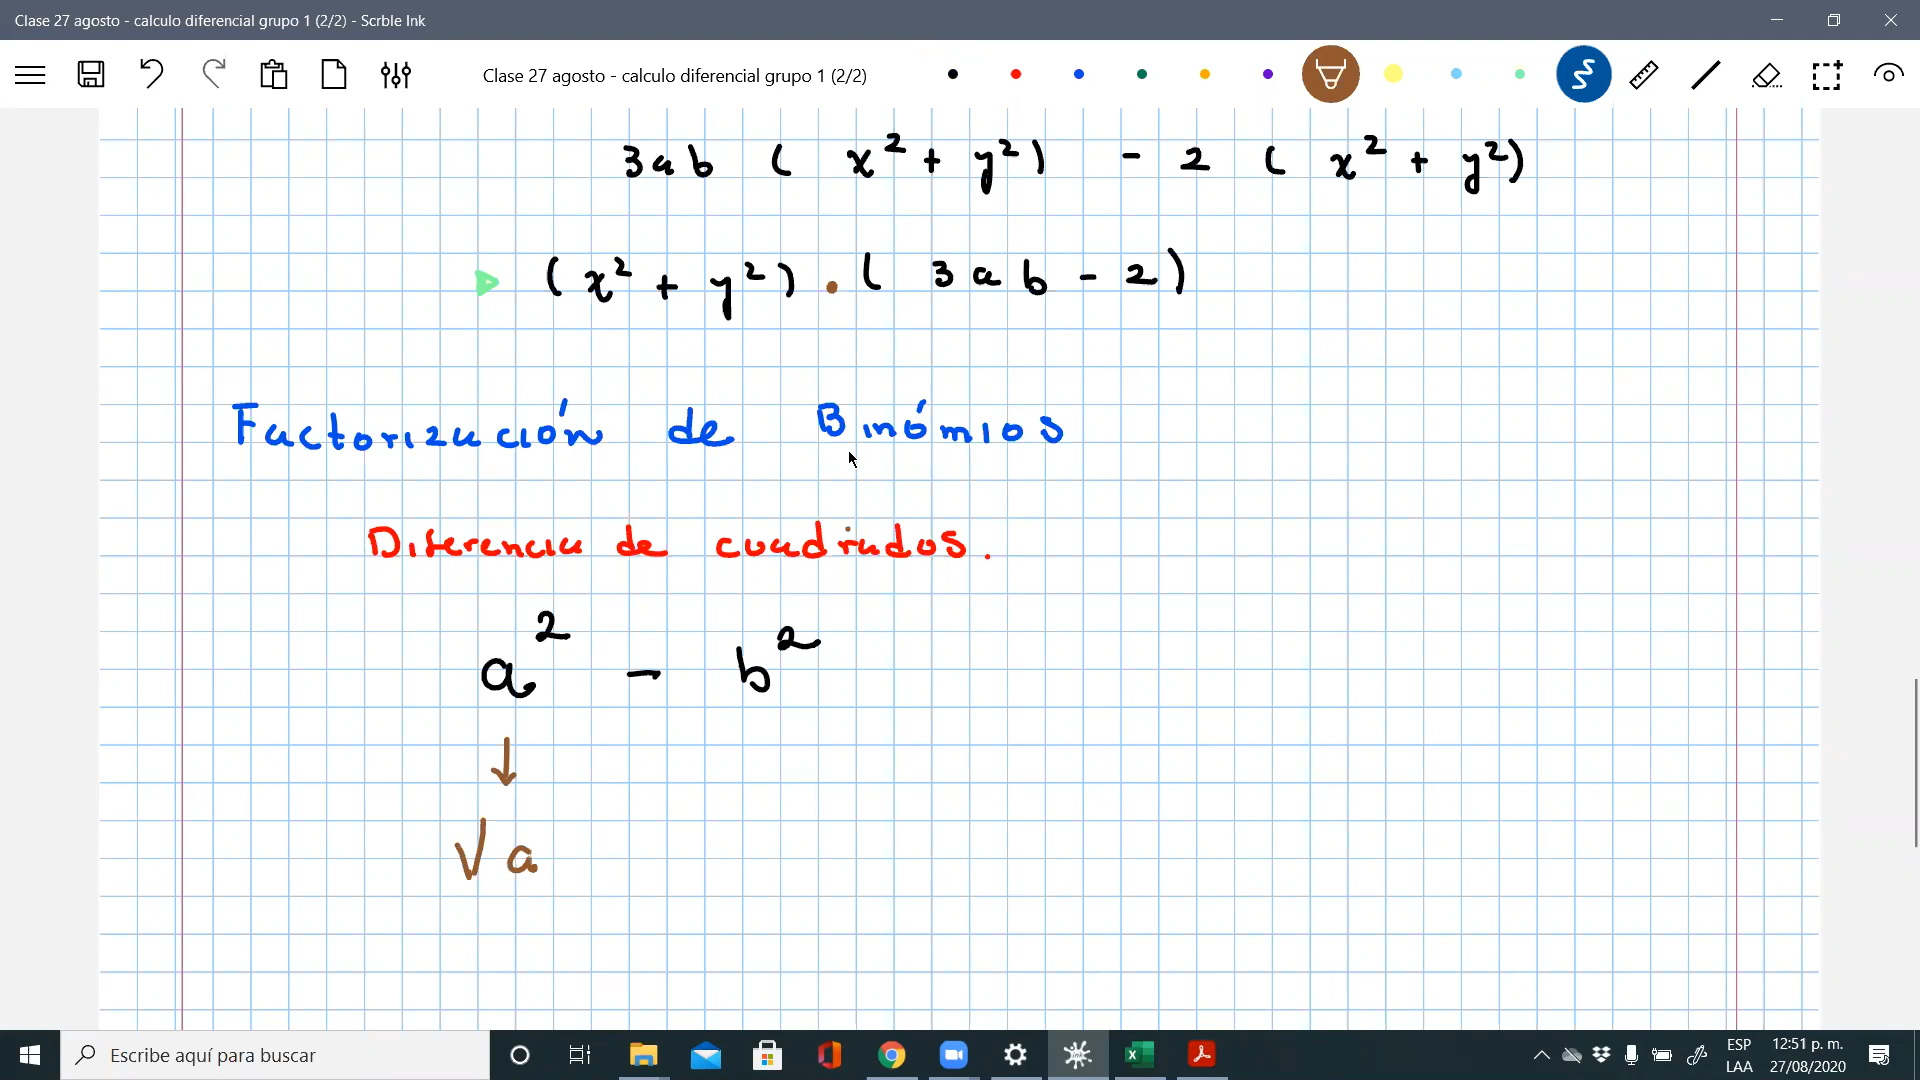 Clase 27 agosto - calculo diferencial grupo 1 (2/2) - Scrble Ink
Clase 27 agosto - calculo diferencial grupo 1 (2/2)
3ab ( x² + y²) - 2 ( x² + y²)
( x² + y²) · ( 3ab - 2)
Factorización de Binómios
Diferencia de cuadrados.
a² - b²
↓
√ a
Escribe aquí para buscar
ESP
LAA
12:51 p. m.
27/08/2020